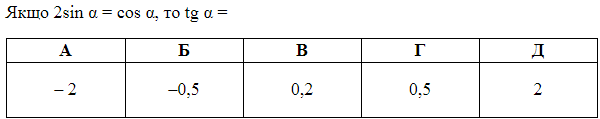 Якщо 2sin α = cos α, то tg α =
А Б В Г Д
– 2 –0,5 0,2 0,5 2